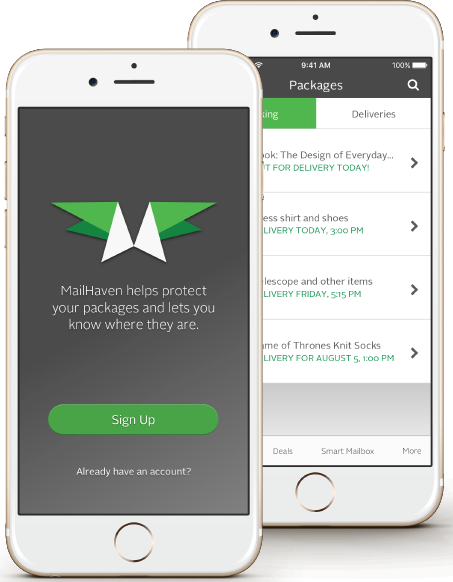 MailHaven helps protect
your packages and lets you
know where they are.
Sign Up
Already have an account?
9:41 AM 100%
Packages
king Deliveries
ook: The Design of Everyday...
T FOR DELIVERY TODAY!
ess shirt and shoes
LIVERY TODAY, 3:00 PM
lescope and other items
LIVERY FRIDAY, 5:15 PM
ame of Thrones Knit Socks
LIVERY FOR AUGUST 5, 1:00 PM
Deals Smart Mailbox More